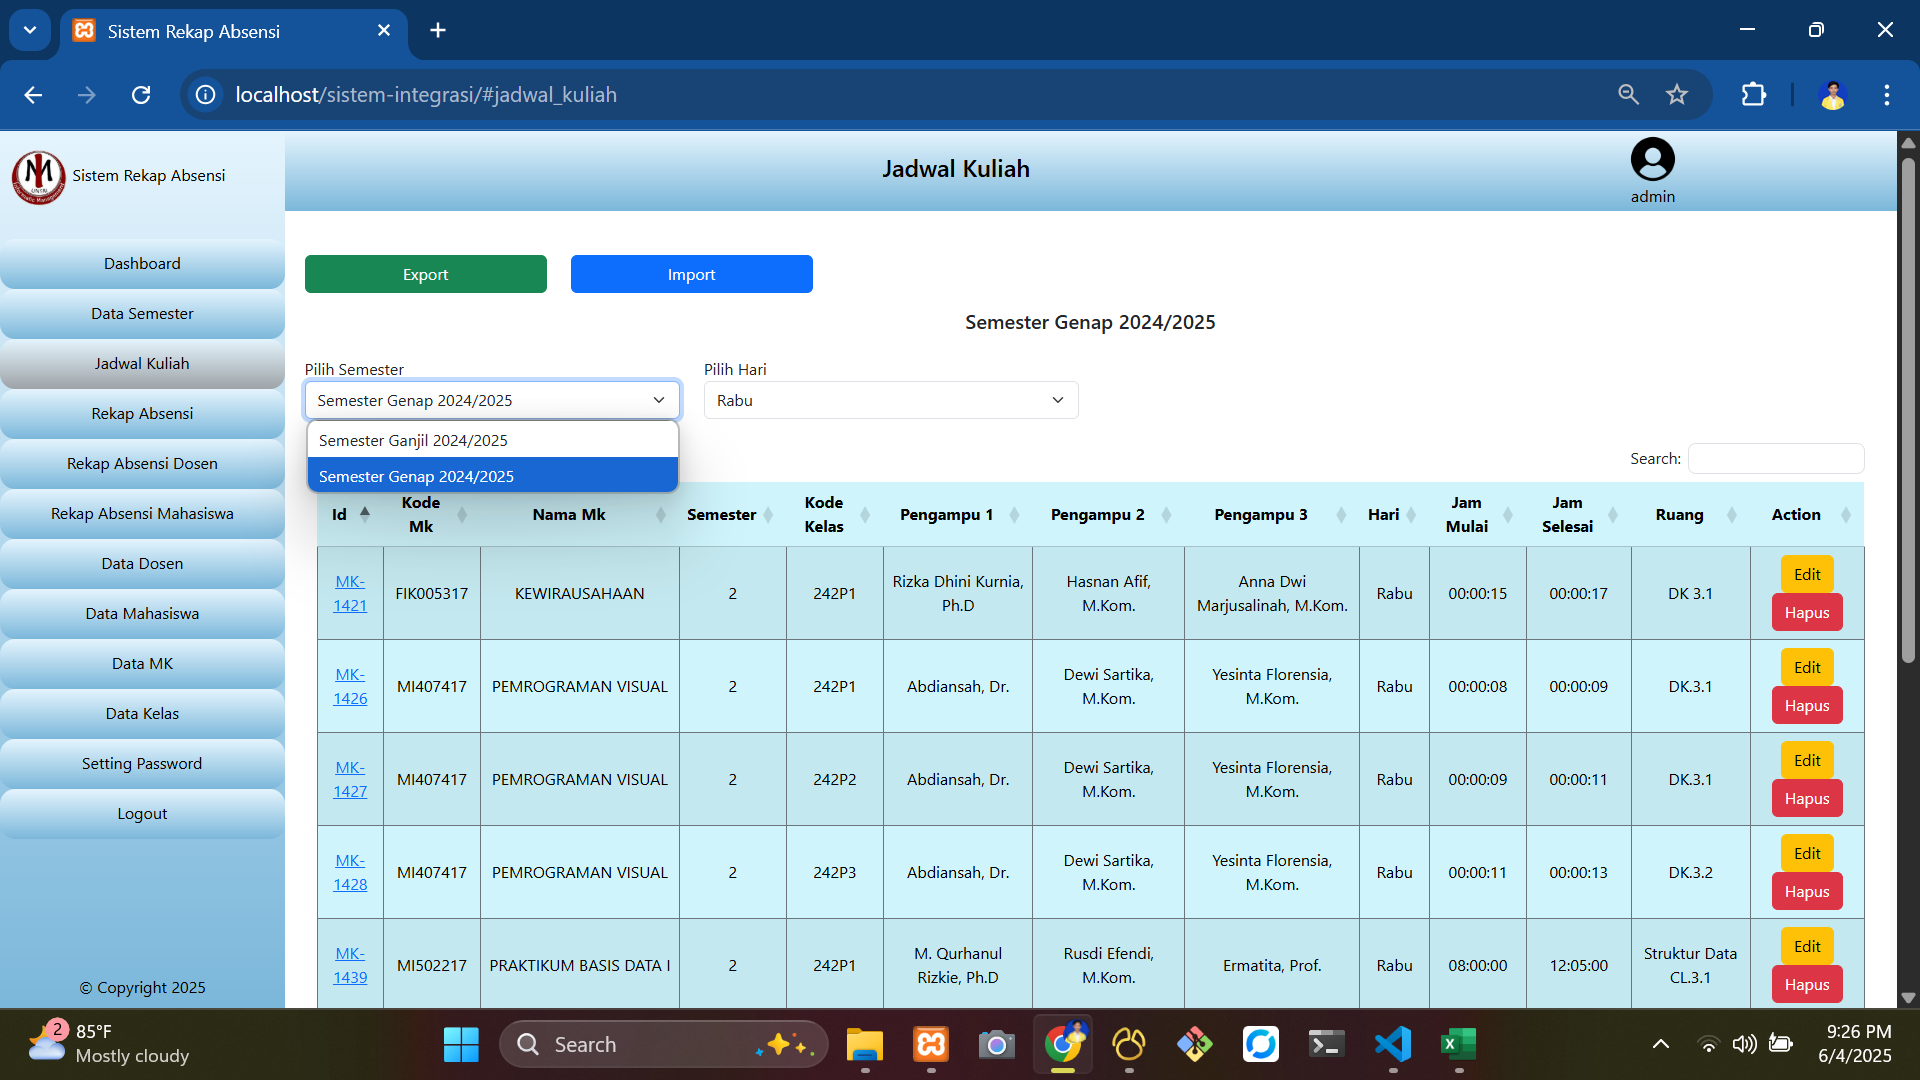 Sistem Rekap Absensi
localhost/sistem-integrasi/#jadwal_kuliah
Sistem Rekap Absensi
Jadwal Kuliah
admin
Dashboard
Data Semester
Jadwal Kuliah
Rekap Absensi
Rekap Absensi Dosen
Rekap Absensi Mahasiswa
Data Dosen
Data Mahasiswa
Data MK
Data Kelas
Setting Password
Logout
© Copyright 2025
Export
Import
Semester Genap 2024/2025
Pilih Semester
Pilih Hari
Semester Genap 2024/2025
Rabu
Semester Ganjil 2024/2025
Semester Genap 2024/2025
Search:
Id
Kode
Mk
Nama Mk
Semester
Kode
Kelas
Pengampu 1
Pengampu 2
Pengampu 3
Hari
Jam
Mulai
Jam
Selesai
Ruang
Action
MK-
1421
FIK005317
KEWIRAUSAHAAN
2
242P1
Rizka Dhini Kurnia,
Ph.D
Hasnan Afif,
M.Kom.
Anna Dwi
Marjusalinah, M.Kom.
Rabu
00:00:15
00:00:17
DK 3.1
Edit
Hapus
MK-
1426
MI407417
PEMROGRAMAN VISUAL
2
242P1
Abdiansah, Dr.
Dewi Sartika,
M.Kom.
Yesinta Florensia,
M.Kom.
Rabu
00:00:08
00:00:09
DK.3.1
Edit
Hapus
MK-
1427
MI407417
PEMROGRAMAN VISUAL
2
242P2
Abdiansah, Dr.
Dewi Sartika,
M.Kom.
Yesinta Florensia,
M.Kom.
Rabu
00:00:09
00:00:11
DK.3.1
Edit
Hapus
MK-
1428
MI407417
PEMROGRAMAN VISUAL
2
242P3
Abdiansah, Dr.
Dewi Sartika,
M.Kom.
Yesinta Florensia,
M.Kom.
Rabu
00:00:11
00:00:13
DK.3.2
Edit
Hapus
MK-
1439
MI502217
PRAKTIKUM BASIS DATA I
2
242P1
M. Qurhanul
Rizkie, Ph.D
Rusdi Efendi,
M.Kom.
Ermatita, Prof.
Rabu
08:00:00
12:05:00
Struktur Data
CL.3.1
Edit
Hapus
2
85°F
Mostly cloudy
Search
9:26 PM
6/4/2025